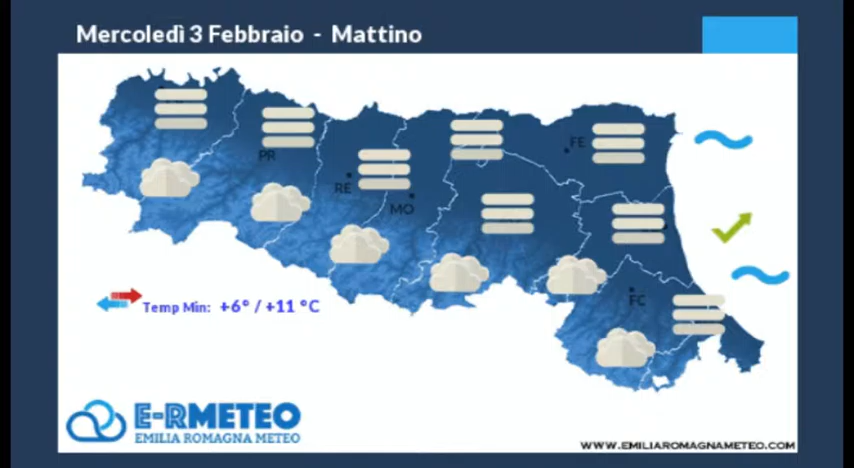 Mercoledì 3 Febbraio - Mattino
PR
FE
RE
MO
FC
Temp Min: +6° / +11 °C
E-RMETEO
EMILIA ROMAGNA METEO
WWW.EMILIAROMAGNAMETEO.COM